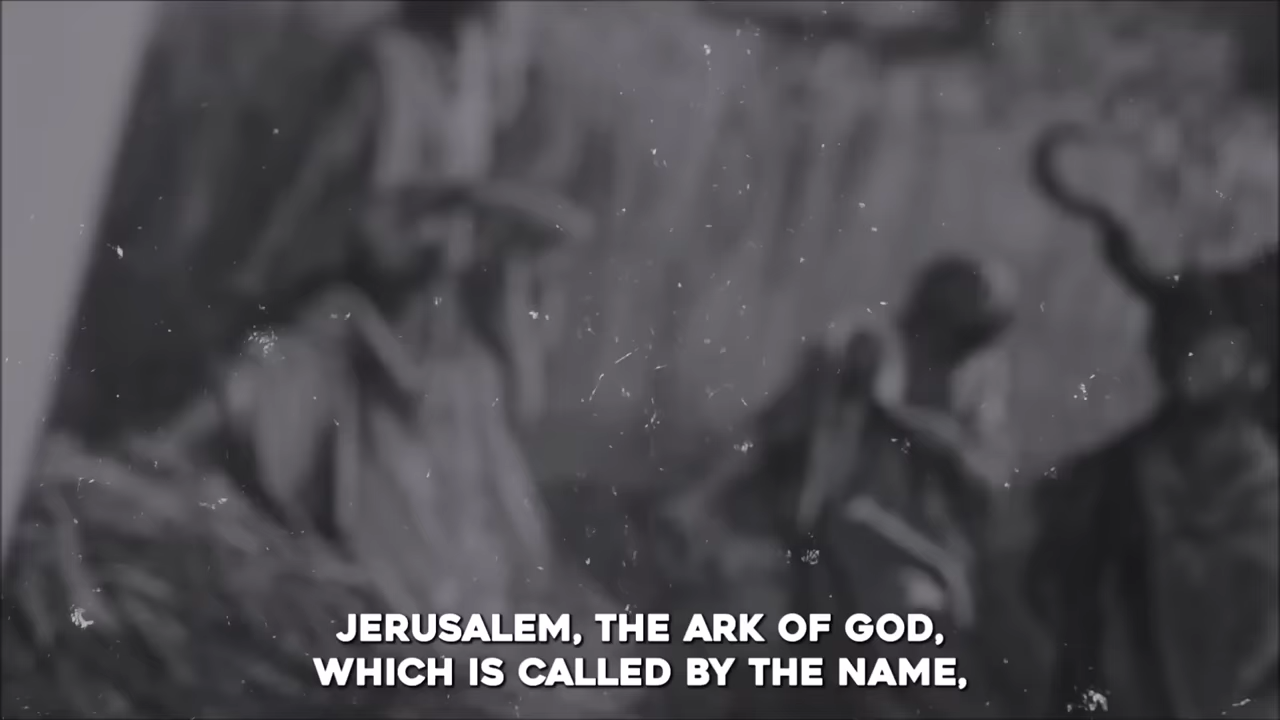 JERUSALEM, THE ARK OF GOD,
WHICH IS CALLED BY THE NAME,